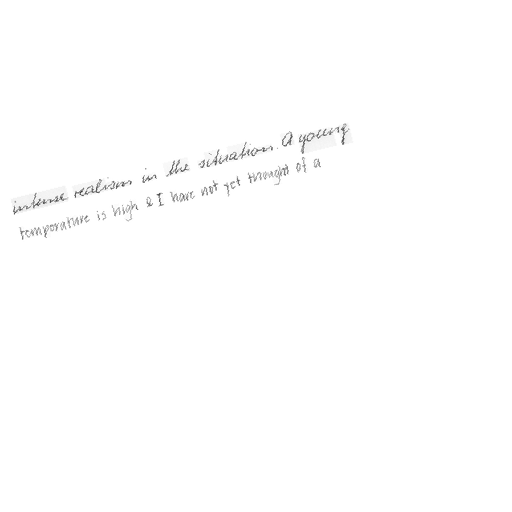 intense realism in the situation. A young
temperature is high & I have not yet thought of a